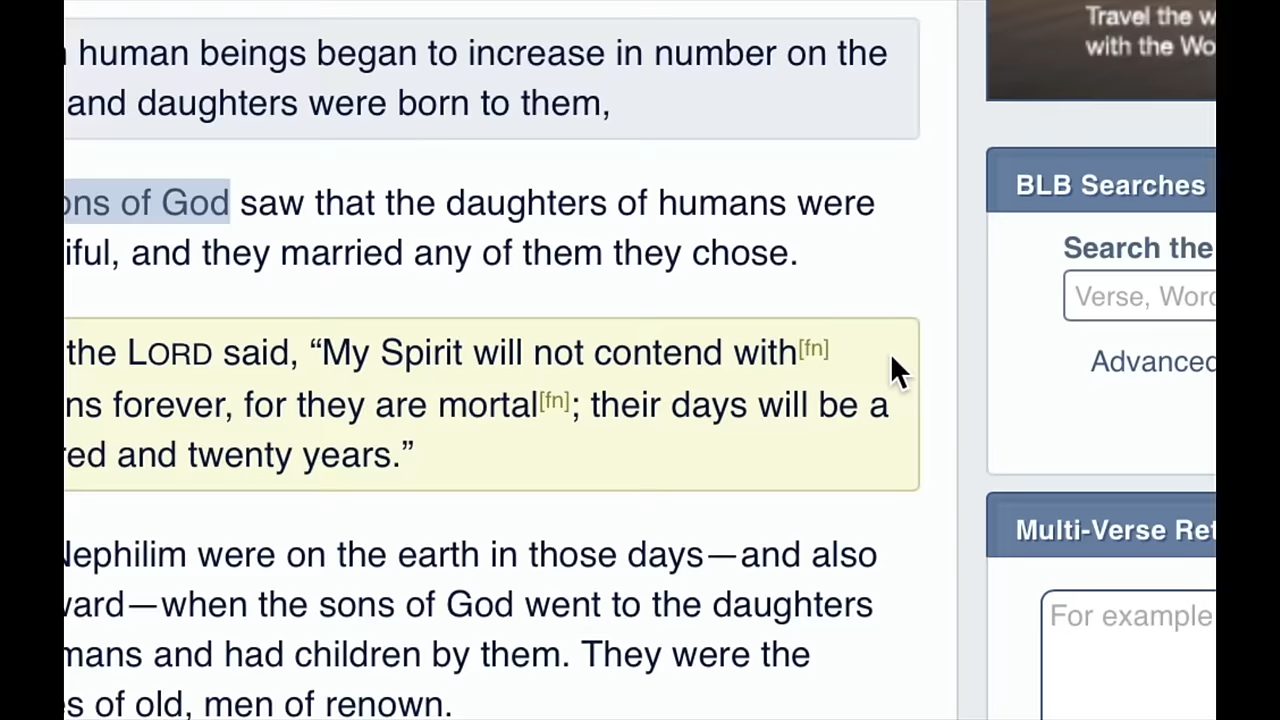 human beings began to increase in number on the
and daughters were born to them,
ons of God saw that the daughters of humans were
iful, and they married any of them they chose.
the LORD said, “My Spirit will not contend with[fn]
ns forever, for they are mortal[fn]; their days will be a
red and twenty years.”
Nephilim were on the earth in those days—and also
ward—when the sons of God went to the daughters
mans and had children by them. They were the
es of old, men of renown.
Travel the w
with the Wo
BLB Searches
Search the
Verse, Word
Advanced
Multi-Verse Ret
For example